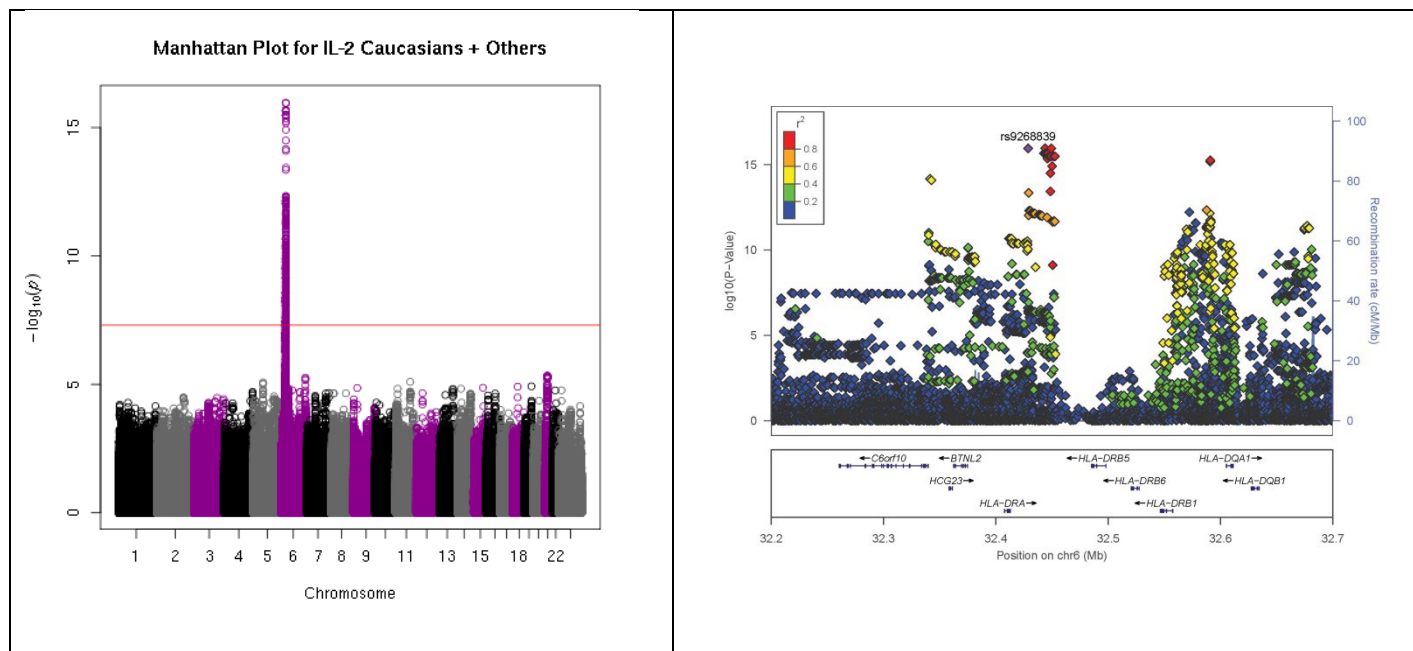 Manhattan Plot for IL-2 Caucasians + Others
−log10(p)
15
10
5
0
1 2 3 4 5 6 7 8 9 11 13 15 18 22
Chromosome
r2
0.8
0.6
0.4
0.2
rs9268839
log10(P−Value)
15
10
5
0
100
80
60
40
20
0
Recombination rate (cM/Mb)
←C6orf10 ←BTNL2 ←HLA−DRB5 HLA−DQA1→
HCG23→ ←HLA−DRB6 ←HLA−DQB1
HLA−DRA→ ←HLA−DRB1
32.2 32.3 32.4 32.5 32.6 32.7
Position on chr6 (Mb)